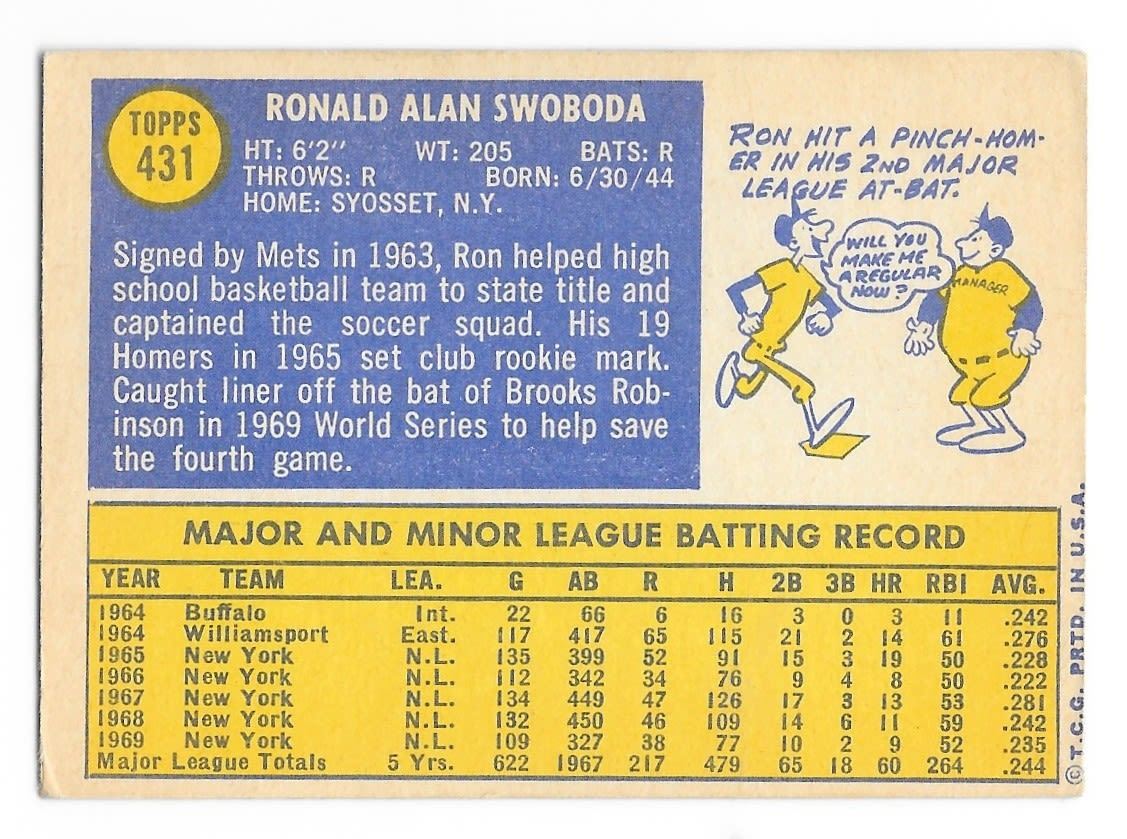 TOPPS
431
RONALD ALAN SWOBODA
HT: 6'2" WT: 205 BATS: R
THROWS: R BORN: 6/30/44
HOME: SYOSSET, N.Y.
Signed by Mets in 1963, Ron helped high
school basketball team to state title and
captained the soccer squad. His 19
Homers in 1965 set club rookie mark.
Caught liner off the bat of Brooks Rob-
inson in 1969 World Series to help save
the fourth game.
RON HIT A PINCH-HOM-
ER IN HIS 2ND MAJOR
LEAGUE AT-BAT.
WILL YOU
MAKE ME
A REGULAR
NOW?
MANAGER
MAJOR AND MINOR LEAGUE BATTING RECORD
YEAR TEAM LEA. G AB R H 2B 3B HR RBI AVG.
1964 Buffalo Int. 22 66 6 16 3 0 3 11 .242
1964 Williamsport East. 117 417 65 115 21 2 14 61 .276
1965 New York N.L. 135 399 52 91 15 3 19 50 .228
1966 New York N.L. 112 342 34 76 9 4 8 50 .222
1967 New York N.L. 134 449 47 126 17 3 13 53 .281
1968 New York N.L. 132 450 46 109 14 6 11 59 .242
1969 New York N.L. 109 327 38 77 10 2 9 52 .235
Major League Totals 5 Yrs. 622 1967 217 479 65 18 60 264 .244
© T.C.G. PRTD. IN U.S.A.